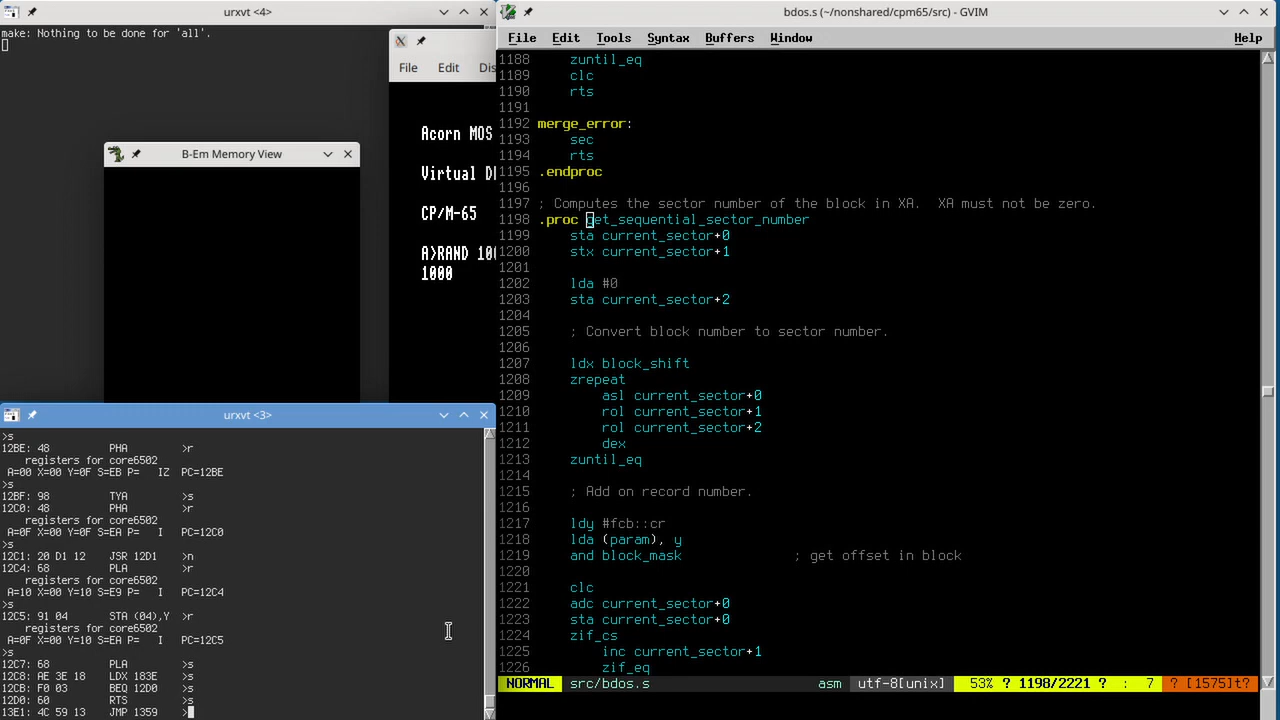 urxvt <4>
make: Nothing to be done for 'all'.
File Edit
Acorn MOS
CP/M-65
A>RAND
1000
B-Em Memory View
urxvt <3>
>s
12BE: 48 PHA >r
registers for core6502
A=00 X=00 Y=0F S=EB P= IZ PC=12BE
>s
12BF: 98 TYA >s
12C0: 48 PHA >r
registers for core6502
A=0F X=00 Y=0F S=EA P= I PC=12C0
>s
12C1: 20 D1 12 JSR 12D1 >n
12C4: 68 PLA >r
registers for core6502
A=10 X=00 Y=10 S=E9 P= I PC=12C4
>s
12C5: 91 04 STA (04),Y >r
registers for core6502
A=0F X=00 Y=10 S=EA P= I PC=12C5
>s
12C7: 68 PLA >s
12C8: AE 3E 18 LDX 183E >s
12CB: F0 03 BEQ 12D0 >s
12D0: 60 RTS >s
13E1: 4C 59 13 JMP 1359 >
bdos.s (~/nonshared/cpm65/src) - GVIM
File Edit Tools Syntax Buffers Window Help
1188 zuntil_eq
1189 clc
1190 rts
1191
1192 merge_error:
1193 sec
1194 rts
1195 .endproc
1196
1197 ; Computes the sector number of the block in XA. XA must not be zero.
1198 .proc get_sequential_sector_number
1199 sta current_sector+0
1200 stx current_sector+1
1201
1202 lda #0
1203 sta current_sector+2
1204
1205 ; Convert block number to sector number.
1206
1207 ldx block_shift
1208 zrepeat
1209 asl current_sector+0
1210 rol current_sector+1
1211 rol current_sector+2
1212 dex
1213 zuntil_eq
1214
1215 ; Add on record number.
1216
1217 ldy #fcb::cr
1218 lda (param), y
1219 and block_mask ; get offset in block
1220
1221 clc
1222 adc current_sector+0
1223 sta current_sector+0
1224 zif_cs
1225 inc current_sector+1
1226 zif_eq
NORMAL src/bdos.s asm utf-8[unix] 53% ? 1198/2221 ? : 7 ? [1575]t?